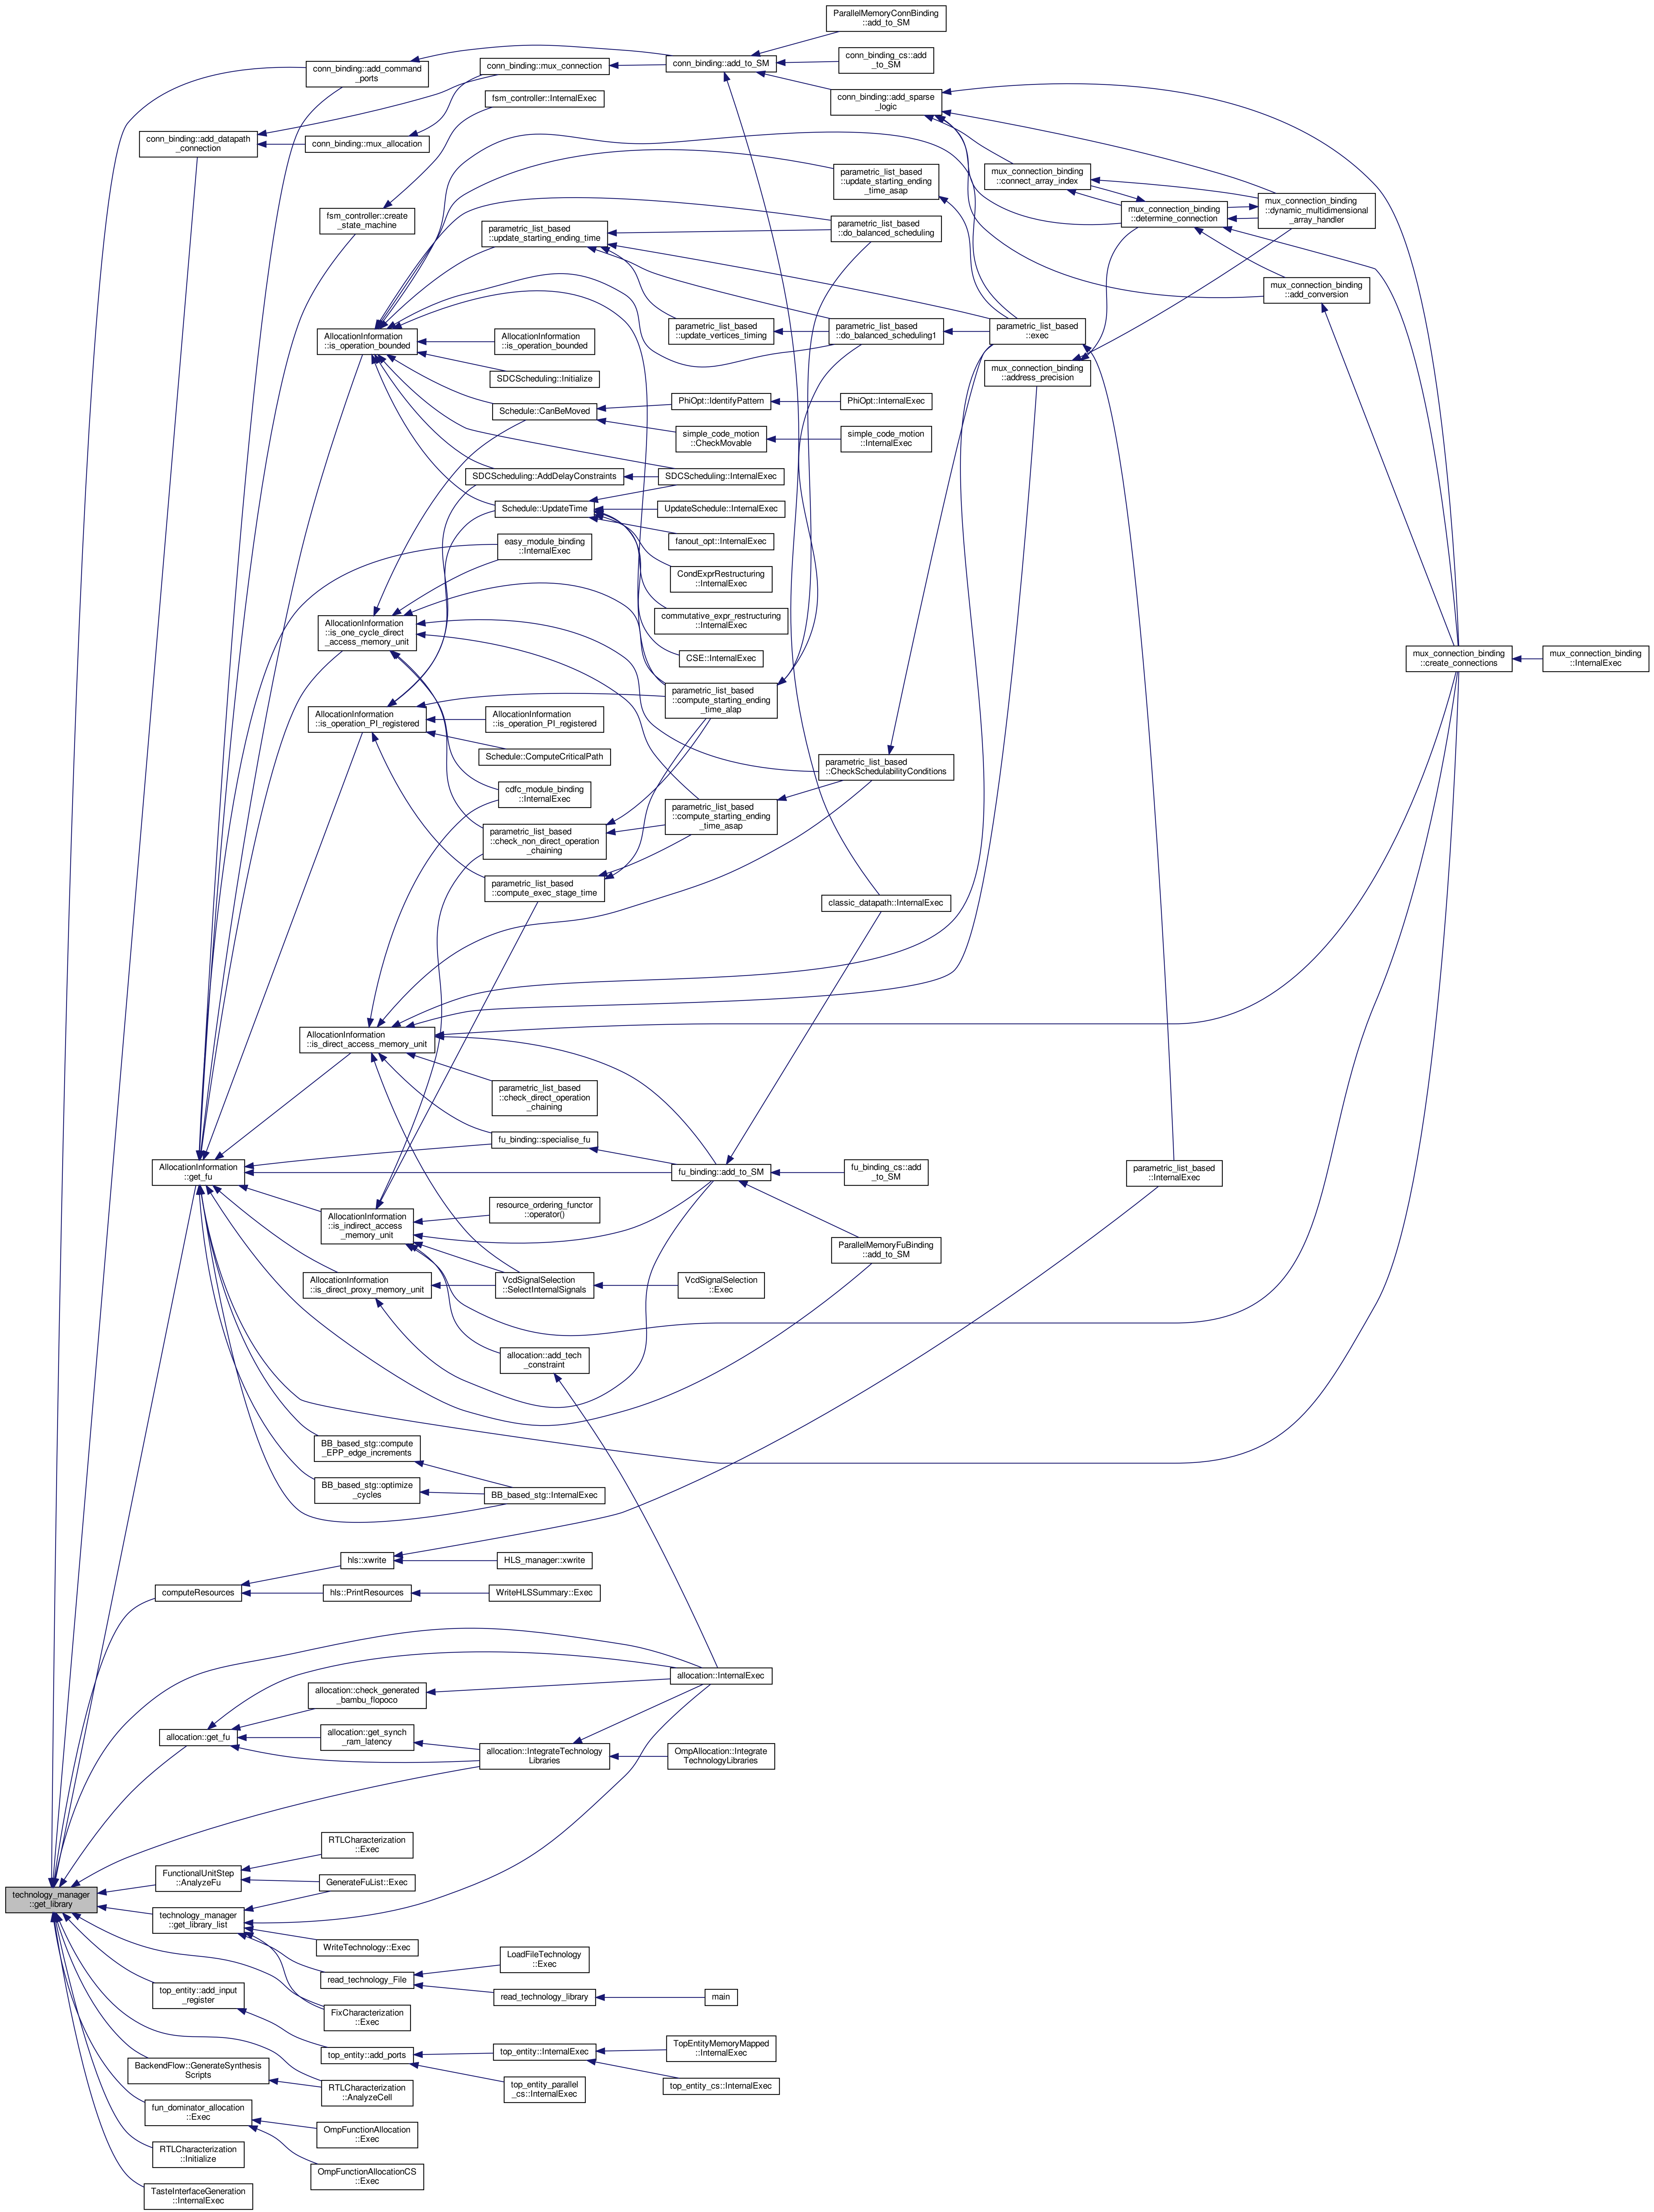 ParallelMemoryConnBinding
::add_to_SM
conn_binding_cs::add
_to_SM
conn_binding::add_to_SM
conn_binding::mux_connection
conn_binding::add_command
_ports
fsm_controller::InternalExec
conn_binding::add_sparse
_logic
conn_binding::add_datapath
_connection
conn_binding::mux_allocation
parametric_list_based
::update_starting_ending
_time_asap
mux_connection_binding
::connect_array_index
mux_connection_binding
::determine_connection
mux_connection_binding
::dynamic_multidimensional
_array_handler
fsm_controller::create
_state_machine
parametric_list_based
::update_starting_ending_time
parametric_list_based
::do_balanced_scheduling
mux_connection_binding
::add_conversion
AllocationInformation
::is_operation_bounded
AllocationInformation
::is_operation_bounded
parametric_list_based
::update_vertices_timing
parametric_list_based
::do_balanced_scheduling1
parametric_list_based
::exec
mux_connection_binding
::address_precision
SDCScheduling::Initialize
Schedule::CanBeMoved
PhiOpt::IdentifyPattern
PhiOpt::InternalExec
simple_code_motion
::CheckMovable
simple_code_motion
::InternalExec
SDCScheduling::AddDelayConstraints
SDCScheduling::InternalExec
Schedule::UpdateTime
UpdateSchedule::InternalExec
fanout_opt::InternalExec
easy_module_binding
::InternalExec
CondExprRestructuring
::InternalExec
commutative_expr_restructuring
::InternalExec
AllocationInformation
::is_one_cycle_direct
_access_memory_unit
CSE::InternalExec
mux_connection_binding
::create_connections
mux_connection_binding
::InternalExec
parametric_list_based
::compute_starting_ending
_time_alap
AllocationInformation
::is_operation_PI_registered
AllocationInformation
::is_operation_PI_registered
Schedule::ComputeCriticalPath
parametric_list_based
::CheckSchedulabilityConditions
cdfc_module_binding
::InternalExec
parametric_list_based
::compute_starting_ending
_time_asap
parametric_list_based
::check_non_direct_operation
_chaining
parametric_list_based
::compute_exec_stage_time
classic_datapath::InternalExec
AllocationInformation
::is_direct_access_memory_unit
parametric_list_based
::check_direct_operation
_chaining
fu_binding::specialise_fu
AllocationInformation
::get_fu
fu_binding::add_to_SM
fu_binding_cs::add
_to_SM
parametric_list_based
::InternalExec
AllocationInformation
::is_indirect_access
_memory_unit
resource_ordering_functor
::operator()
ParallelMemoryFuBinding
::add_to_SM
AllocationInformation
::is_direct_proxy_memory_unit
VcdSignalSelection
::SelectInternalSignals
VcdSignalSelection
::Exec
allocation::add_tech
_constraint
BB_based_stg::compute
_EPP_edge_increments
BB_based_stg::optimize
_cycles
BB_based_stg::InternalExec
hls::xwrite
HLS_manager::xwrite
computeResources
hls::PrintResources
WriteHLSSummary::Exec
allocation::InternalExec
allocation::check_generated
_bambu_flopoco
allocation::get_fu
allocation::get_synch
_ram_latency
allocation::IntegrateTechnology
Libraries
OmpAllocation::Integrate
TechnologyLibraries
RTLCharacterization
::Exec
FunctionalUnitStep
::AnalyzeFu
GenerateFuList::Exec
technology_manager
::get_library
technology_manager
::get_library_list
WriteTechnology::Exec
LoadFileTechnology
::Exec
read_technology_File
read_technology_library
main
top_entity::add_input
_register
FixCharacterization
::Exec
top_entity::add_ports
top_entity::InternalExec
TopEntityMemoryMapped
::InternalExec
BackendFlow::GenerateSynthesis
Scripts
RTLCharacterization
::AnalyzeCell
top_entity_parallel
_cs::InternalExec
top_entity_cs::InternalExec
fun_dominator_allocation
::Exec
OmpFunctionAllocation
::Exec
RTLCharacterization
::Initialize
OmpFunctionAllocationCS
::Exec
TasteInterfaceGeneration
::InternalExec